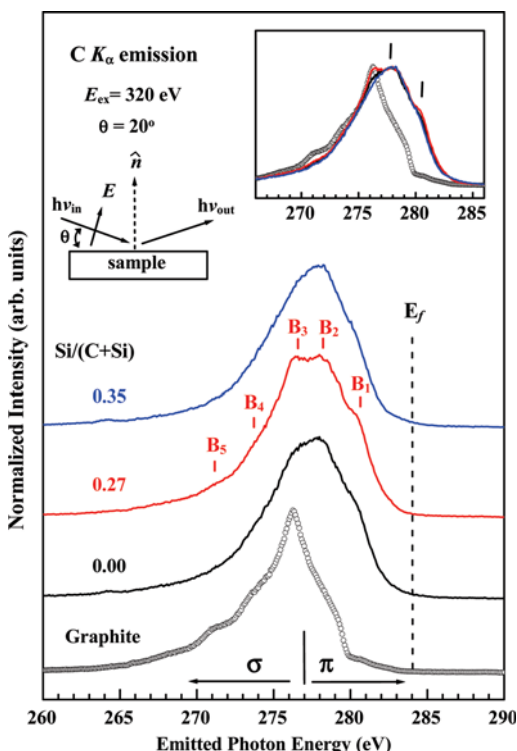 C Kα emission
Eex= 320 eV
θ = 20°
n̂
hνin
E
hνout
θ
sample
270 275 280 285
Normalized Intensity (arb. units)
Si/(C+Si)
0.35
0.27
0.00
Graphite
B5
B4
B3
B2
B1
Ef
σ
π
260 265 270 275 280 285 290
Emitted Photon Energy (eV)